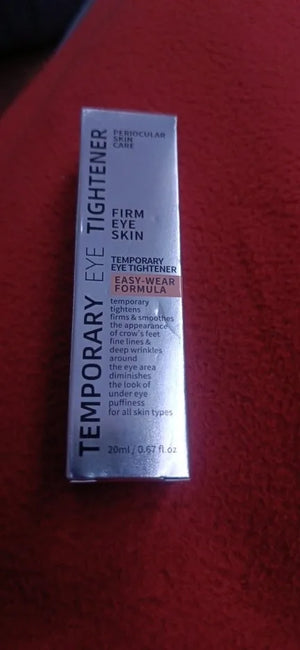 TEMPORARY EYE TIGHTENER
PERIOCULAR
SKIN
CARE
FIRM
EYE
SKIN
TEMPORARY
EYE TIGHTENER
EASY-WEAR
FORMULA
temporary
tightens
firms & smoothes
the appearance
of crow's feet
fine lines &
deep wrinkles
around
the eye area
diminishes
the look of
under eye
puffiness
for all skin types
20ml / 0.67 fl.oz